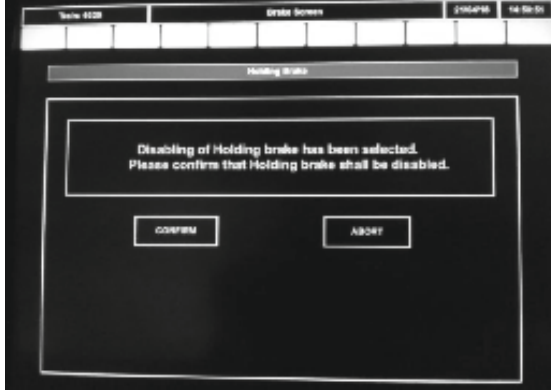 Brake Screen
Holding Brake
Disabling of Holding brake has been selected.
Please confirm that Holding brake shall be disabled.
CONFIRM
ABORT